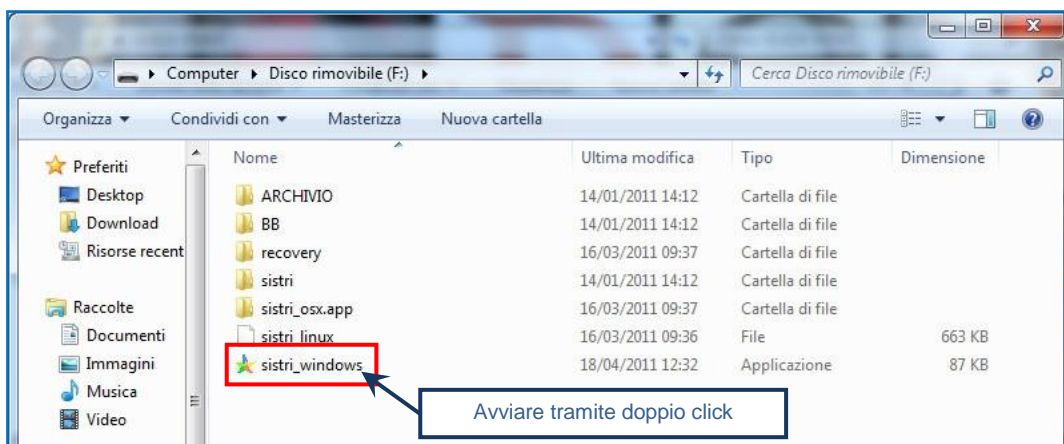 Computer Disco rimovibile (F:)
Cerca Disco rimovibile (F:)
Organizza Condividi con Masterizza Nuova cartella
Preferiti
Desktop
Download
Risorse recent
Raccolte
Documenti
Immagini
Musica
Video
Nome Ultima modifica Tipo Dimensione
ARCHIVIO 14/01/2011 14:12 Cartella di file
BB 14/01/2011 14:12 Cartella di file
recovery 16/03/2011 09:37 Cartella di file
sistri 14/01/2011 14:12 Cartella di file
sistri_osx.app 16/03/2011 09:37 Cartella di file
sistri_linux 16/03/2011 09:36 File 663 KB
sistri_windows 18/04/2011 12:32 Applicazione 87 KB
Avviare tramite doppio click